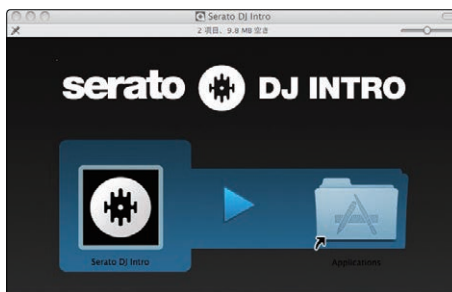 Serato DJ Intro
2 項目、9.8 MB 空き
serato DJ INTRO
Serato DJ Intro
Applications